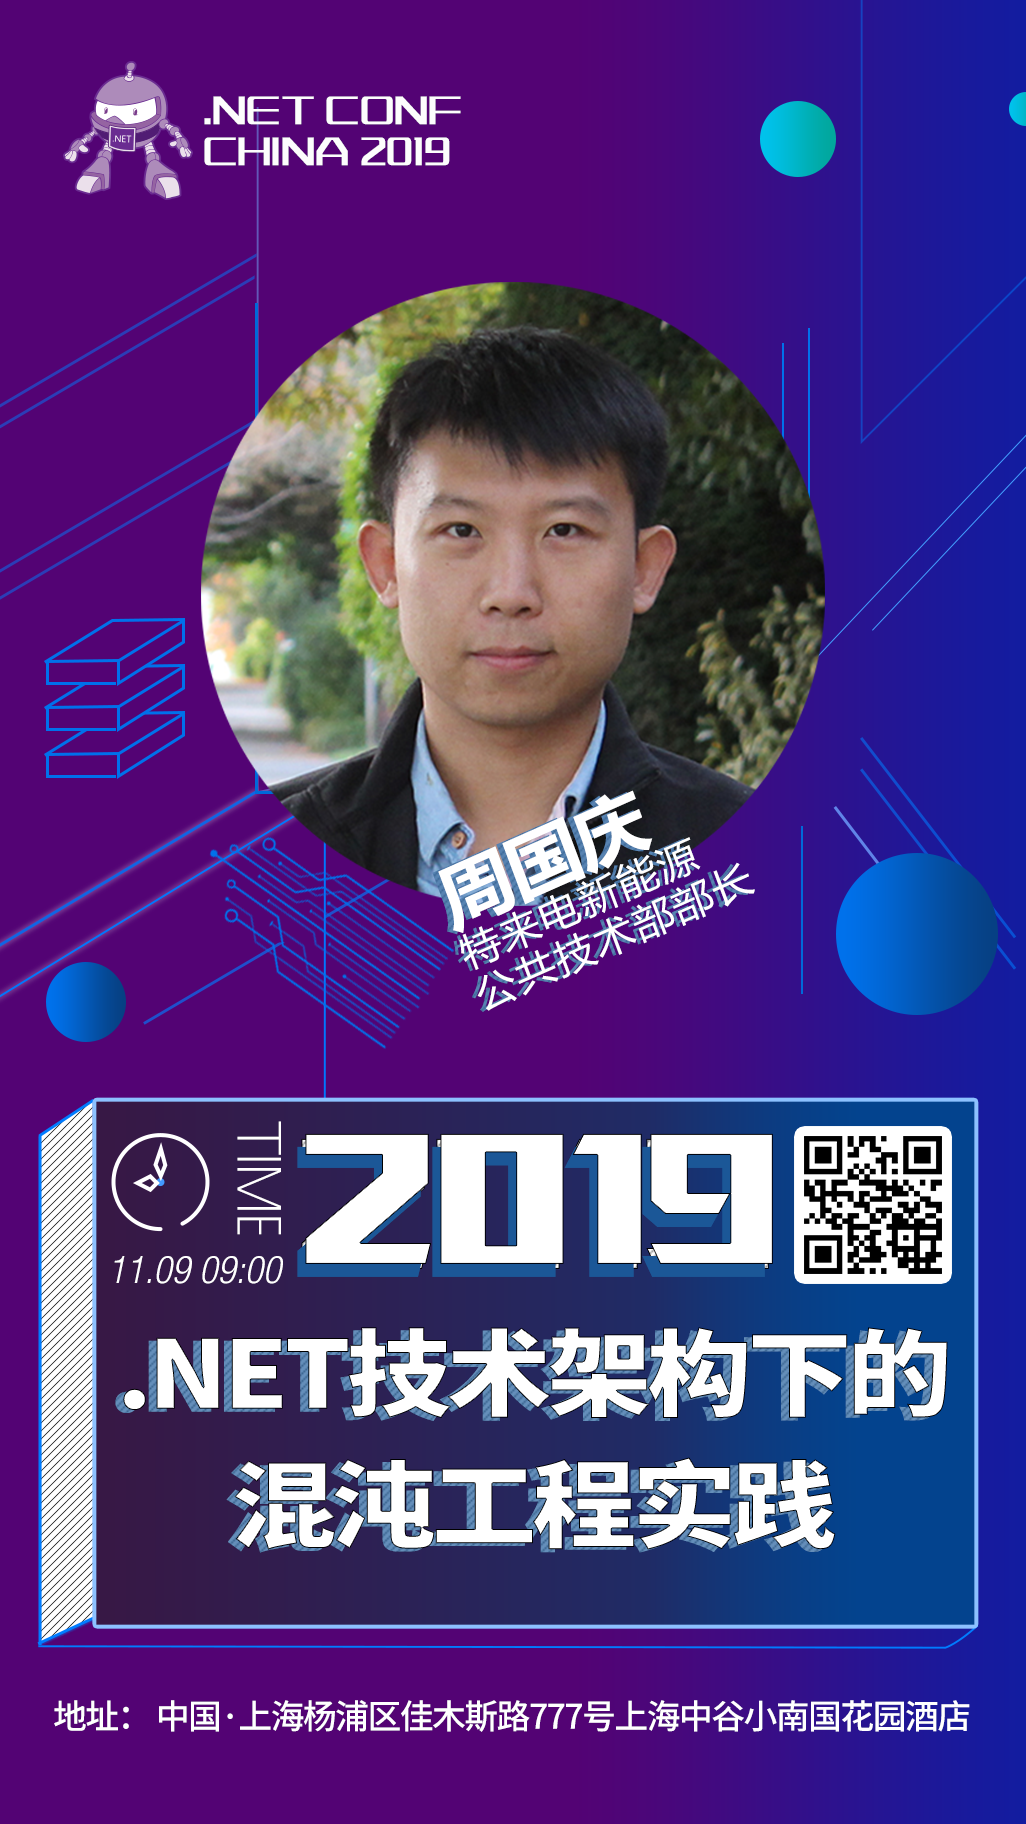 .NET
.NET CONF
CHINA 2019
周国庆
特来电新能源
公共技术部部长
TIME
11.09 09:00
2019
.NET技术架构下的
混沌工程实践
地址： 中国·上海杨浦区佳木斯路777号上海中谷小南国花园酒店